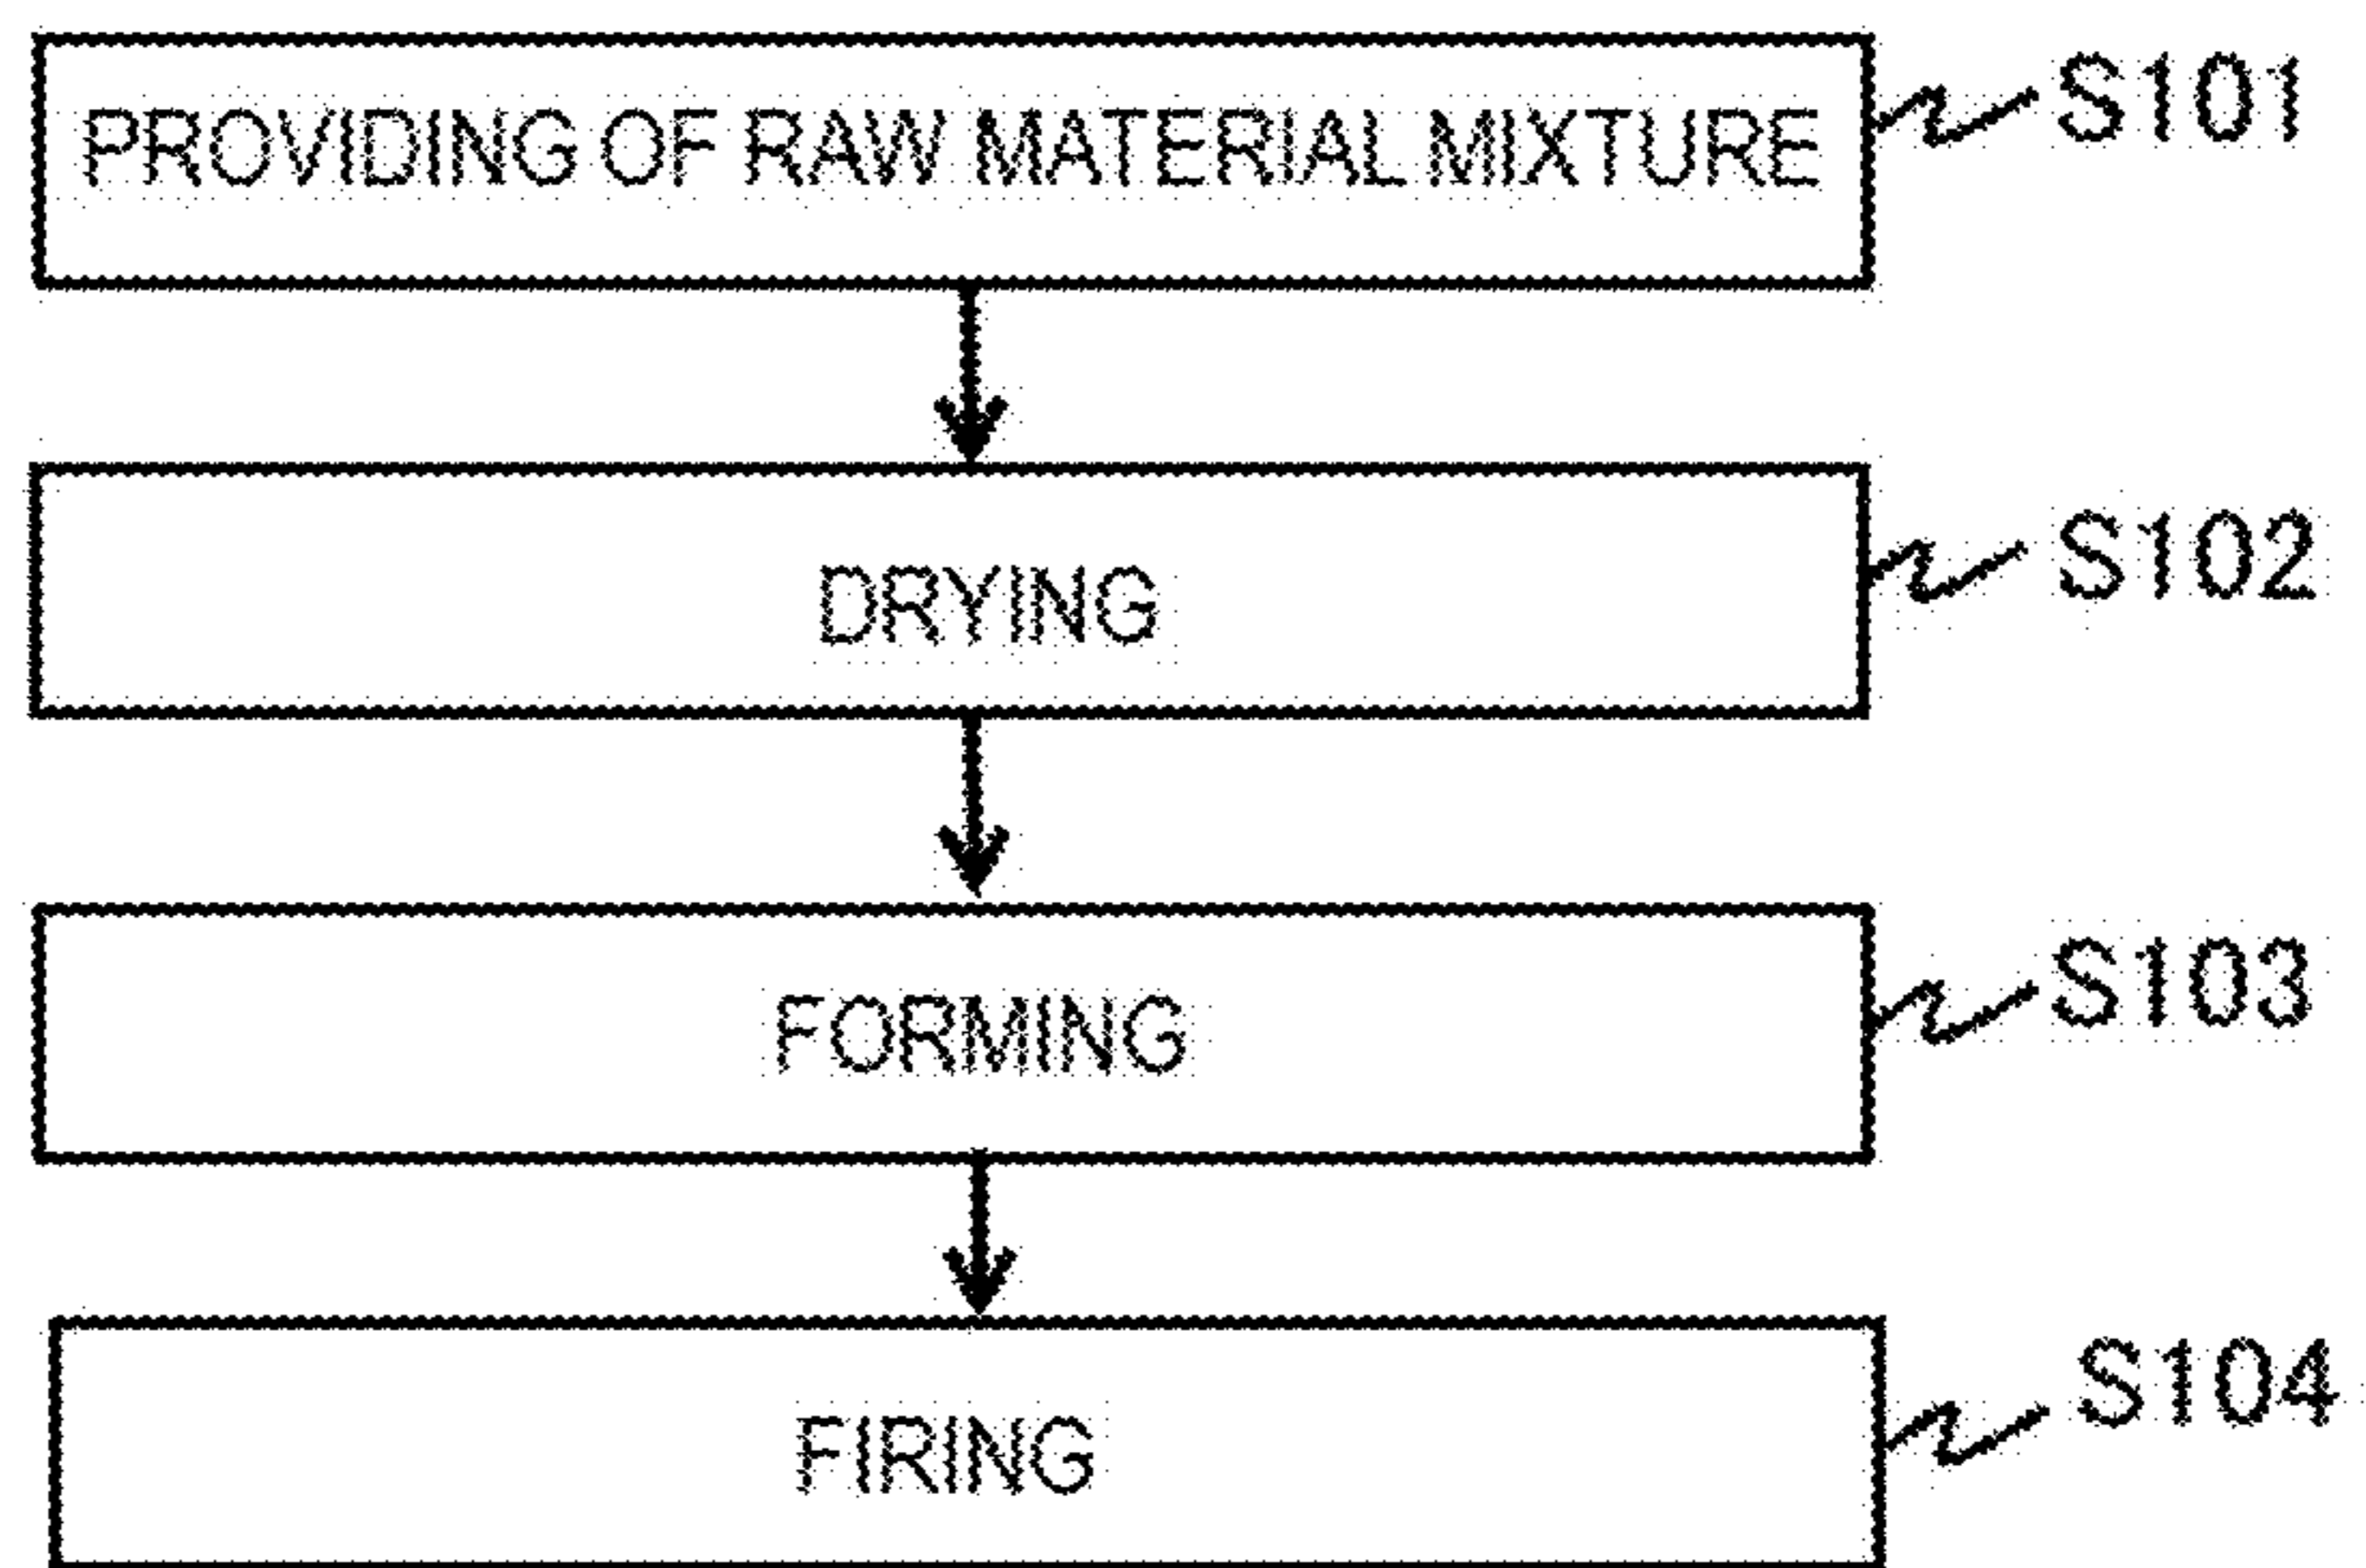 PROVIDING OF RAW MATERIAL MIXTURE S101
DRYING S102
FORMING S103
FIRING S104